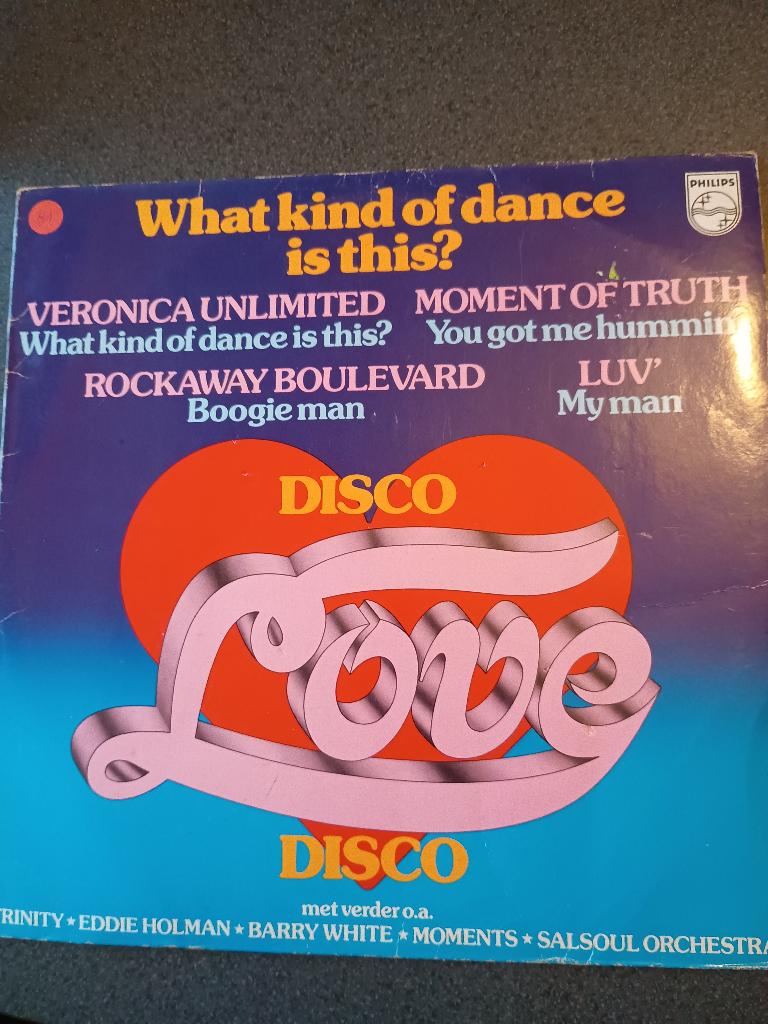 What kind of dance
is this?
PHILIPS
VERONICA UNLIMITED MOMENT OF TRUTH
What kind of dance is this? You got me hummin
ROCKAWAY BOULEVARD LUV'
Boogie man My man
DISCO
Love
DISCO
met verder o.a.
TRINITY ★ EDDIE HOLMAN ★ BARRY WHITE ★ MOMENTS ★ SALSOUL ORCHESTRA